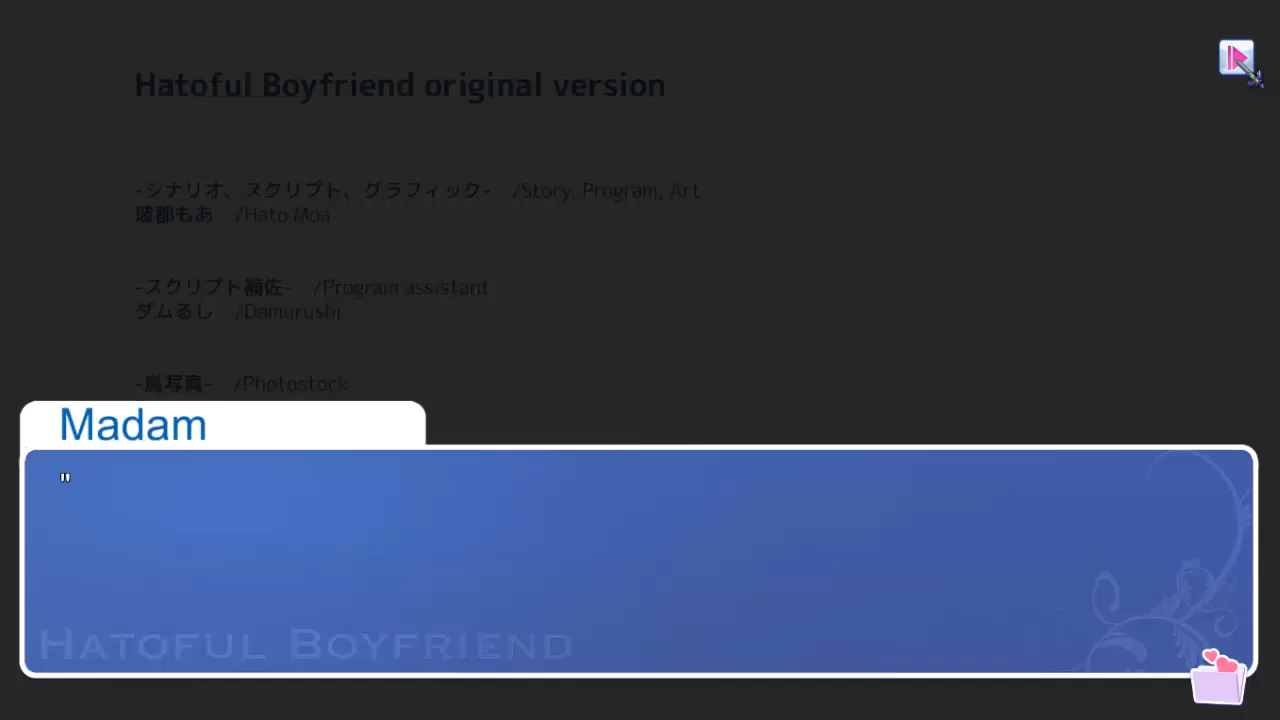 Hatoful Boyfriend original version
-シナリオ、スクリプト、グラフィック- /Story, Program, Art
波都もあ /Hato Moa
-スクリプト補佐- /Program assistant
ダムるし /Damurushi
-鳥写真- /Photostock
Madam
"
HATOFUL BOYFRIEND